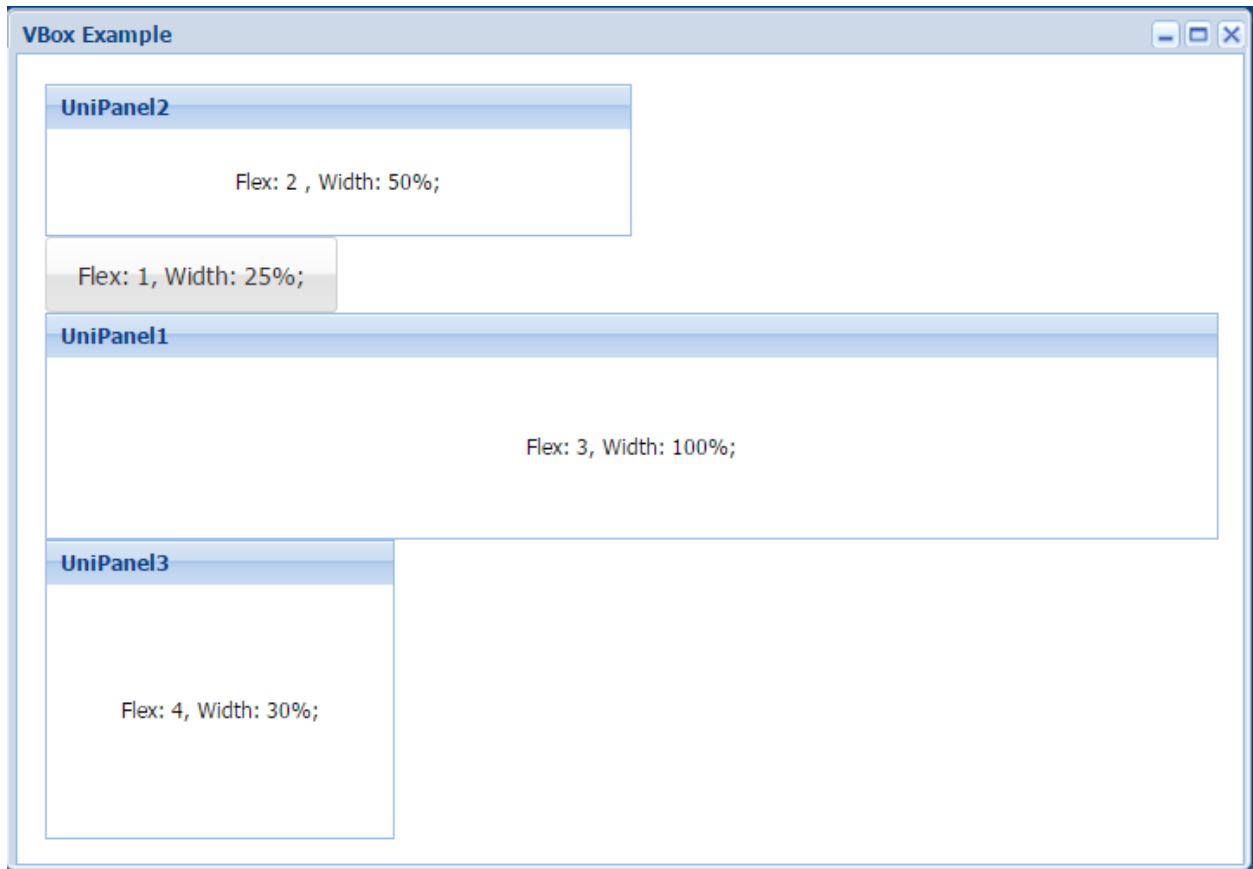 VBox Example
UniPanel2
Flex: 2 , Width: 50%;
Flex: 1, Width: 25%;
UniPanel1
Flex: 3, Width: 100%;
UniPanel3
Flex: 4, Width: 30%;